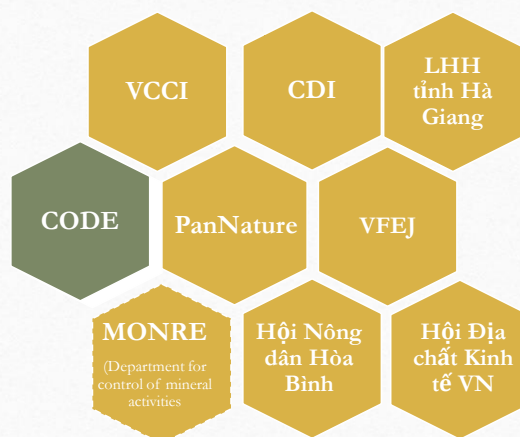 VCCI
CDI
LHH
tỉnh Hà
Giang
CODE
PanNature
VFEJ
MONRE
(Department for
control of mineral
activities
Hội Nông
dân Hòa
Bình
Hội Địa
chất Kinh
tế VN